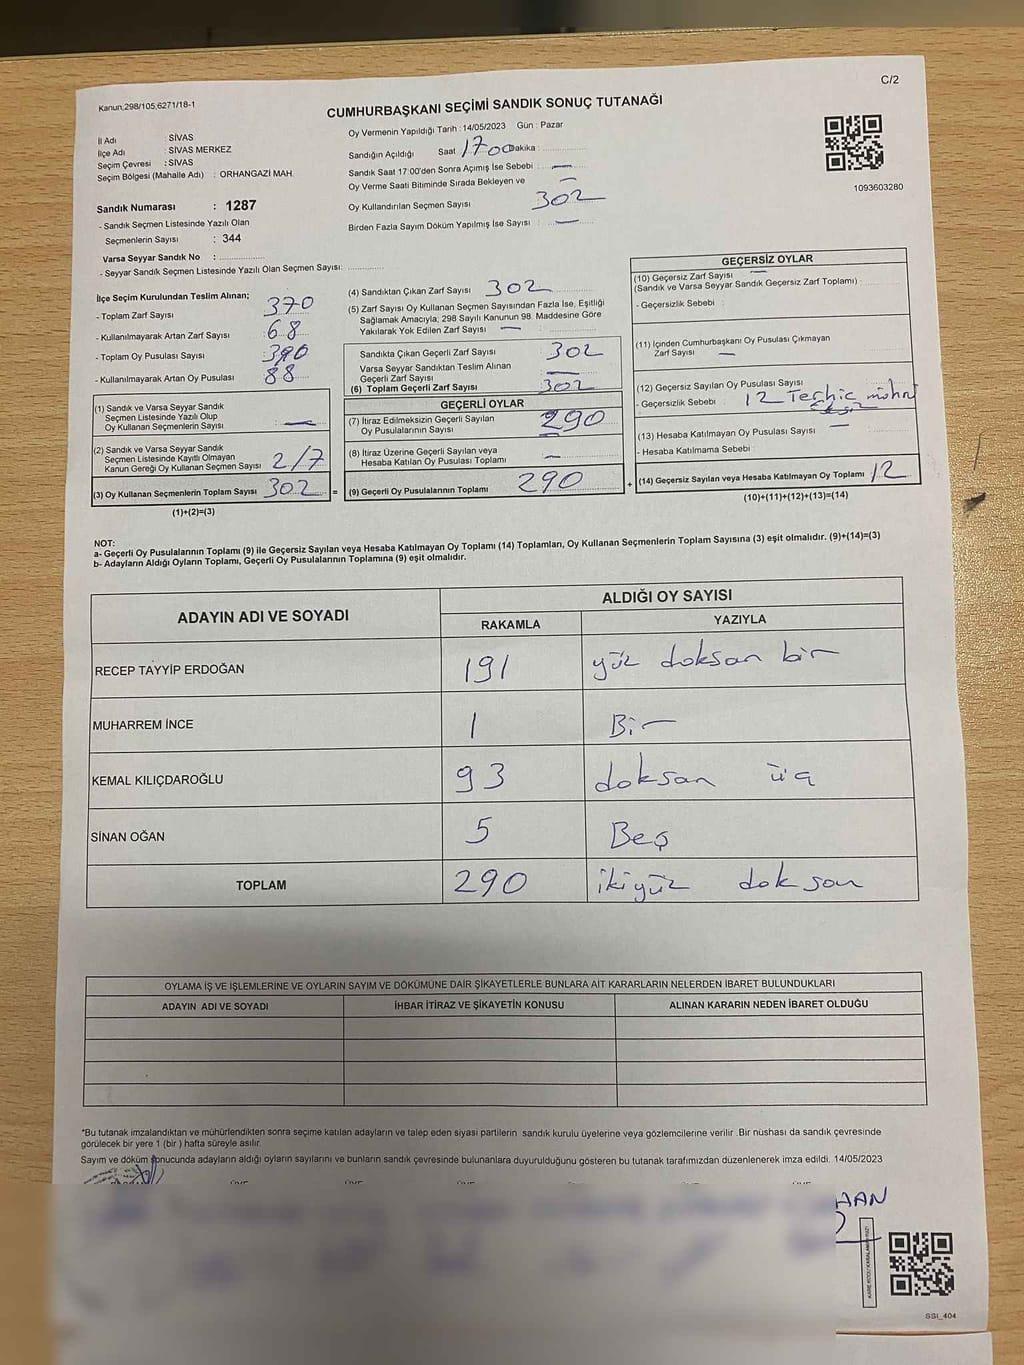 C/2
Kanun,298/105,6271/18-1
CUMHURBAŞKANI SEÇİMİ SANDIK SONUÇ TUTANAĞI
İl Adı : SİVAS
İlçe Adı : SİVAS MERKEZ
Seçim Çevresi : SİVAS
Seçim Bölgesi (Mahalle Adı) : ORHANGAZİ MAH.
Oy Vermenin Yapıldığı Tarih : 14/05/2023 Gün : Pazar
Sandığın Açıldığı Saat 17 00 Dakika :
Sandık Saat 17:00'den Sonra Açımış İse Sebebi : —
Oy Verme Saati Bitiminde Sırada Bekleyen ve —
Oy Kullandırılan Seçmen Sayısı 302
Birden Fazla Sayım Döküm Yapılmış İse Sayısı : —
1093603280
Sandık Numarası : 1287
- Sandık Seçmen Listesinde Yazılı Olan
Seçmenlerin Sayısı : 344
Varsa Seyyar Sandık No :
- Seyyar Sandık Seçmen Listesinde Yazılı Olan Seçmen Sayısı:
İlçe Seçim Kurulundan Teslim Alınan;
- Toplam Zarf Sayısı 370
- Kullanılmayarak Artan Zarf Sayısı : 68
- Toplam Oy Pusulası Sayısı : 390
- Kullanılmayarak Artan Oy Pusulası : 88
(1) Sandık ve Varsa Seyyar Sandık
Seçmen Listesinde Yazılı Olup
Oy Kullanan Seçmenlerin Sayısı : —
(2) Sandık ve Varsa Seyyar Sandık
Seçmen Listesinde Kayıtlı Olmayan
Kanun Gereği Oy Kullanan Seçmen Sayısı 2/7
(3) Oy Kullanan Seçmenlerin Toplam Sayısı 302 =
(1)+(2)=(3)
(4) Sandıktan Çıkan Zarf Sayısı : 302
(5) Zarf Sayısı Oy Kullanan Seçmen Sayısından Fazla İse, Eşitliği
Sağlamak Amacıyla, 298 Sayılı Kanunun 98. Maddesine Göre
Yakılarak Yok Edilen Zarf Sayısı —
Sandıkta Çıkan Geçerli Zarf Sayısı 302
Varsa Seyyar Sandıktan Teslim Alınan
Geçerli Zarf Sayısı —
(6) Toplam Geçerli Zarf Sayısı 302
GEÇERLİ OYLAR
(7) İtiraz Edilmeksizin Geçerli Sayılan
Oy Pusulalarının Sayısı 290
(8) İtiraz Üzerine Geçerli Sayılan veya
Hesaba Katılan Oy Pusulası Toplamı —
(9) Geçerli Oy Pusulalarının Toplamı 290 +
GEÇERSİZ OYLAR
(10) Geçersiz Zarf Sayısı —
(Sandık ve Varsa Seyyar Sandık Geçersiz Zarf Toplamı) :
- Geçersizlik Sebebi :
(11) İçinden Cumhurbaşkanı Oy Pusulası Çıkmayan
Zarf Sayısı —
(12) Geçersiz Sayılan Oy Pusulası Sayısı
- Geçersizlik Sebebi : 12 Tercih mührü
(13) Hesaba Katılmayan Oy Pusulası Sayısı : —
- Hesaba Katılmama Sebebi :
(14) Geçersiz Sayılan veya Hesaba Katılmayan Oy Toplamı 12
(10)+(11)+(12)+(13)=(14)
NOT:
a- Geçerli Oy Pusulalarının Toplamı (9) ile Geçersiz Sayılan veya Hesaba Katılmayan Oy Toplamı (14) Toplamları, Oy Kullanan Seçmenlerin Toplam Sayısına (3) eşit olmalıdır. (9)+(14)=(3)
b- Adayların Aldığı Oyların Toplamı, Geçerli Oy Pusulalarının Toplamına (9) eşit olmalıdır.
ADAYIN ADI VE SOYADI
ALDIĞI OY SAYISI
RAKAMLA YAZIYLA
RECEP TAYYİP ERDOĞAN 191 yüz doksan bir
MUHARREM İNCE 1 Bir
KEMAL KILIÇDAROĞLU 93 doksan üç
SİNAN OĞAN 5 Beş
TOPLAM 290 ikiyüz doksan
OYLAMA İŞ VE İŞLEMLERİNE VE OYLARIN SAYIM VE DÖKÜMÜNE DAİR ŞİKAYETLERLE BUNLARA AİT KARARLARIN NELERDEN İBARET BULUNDUKLARI
ADAYIN ADI VE SOYADI İHBAR İTİRAZ VE ŞİKAYETİN KONUSU ALINAN KARARIN NEDEN İBARET OLDUĞU
*Bu tutanak imzalandıktan ve mühürlendikten sonra seçime katılan adayların ve talep eden siyasi partilerin sandık kurulu üyelerine veya gözlemcilerine verilir. Bir nüshası da sandık çevresinde
görülecek bir yere 1 (bir) hafta süreyle asılır.
Sayım ve döküm sonucunda adayların aldığı oyların sayılarını ve bunların sandık çevresinde bulunanlara duyurulduğunu gösteren bu tutanak tarafımızdan düzenlenerek imza edildi. 14/05/2023
SSI_404